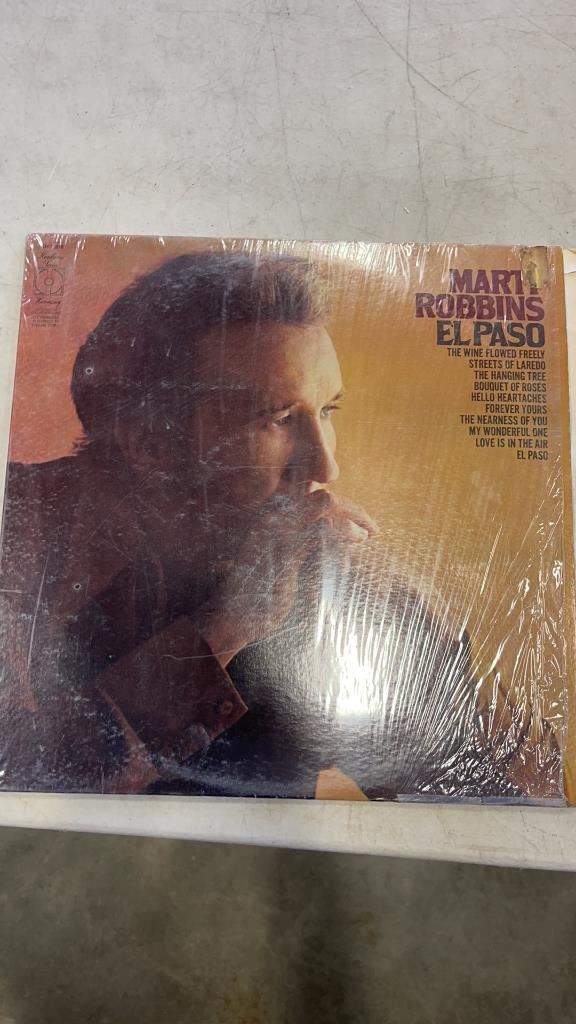 MARTY
ROBBINS
EL PASO
THE WINE FLOWED FREELY
STREETS OF LAREDO
THE HANGING TREE
BOUQUET OF ROSES
HELLO HEARTACHES
FOREVER YOURS
THE NEARNESS OF YOU
MY WONDERFUL ONE
LOVE IS IN THE AIR
EL PASO
Harmony